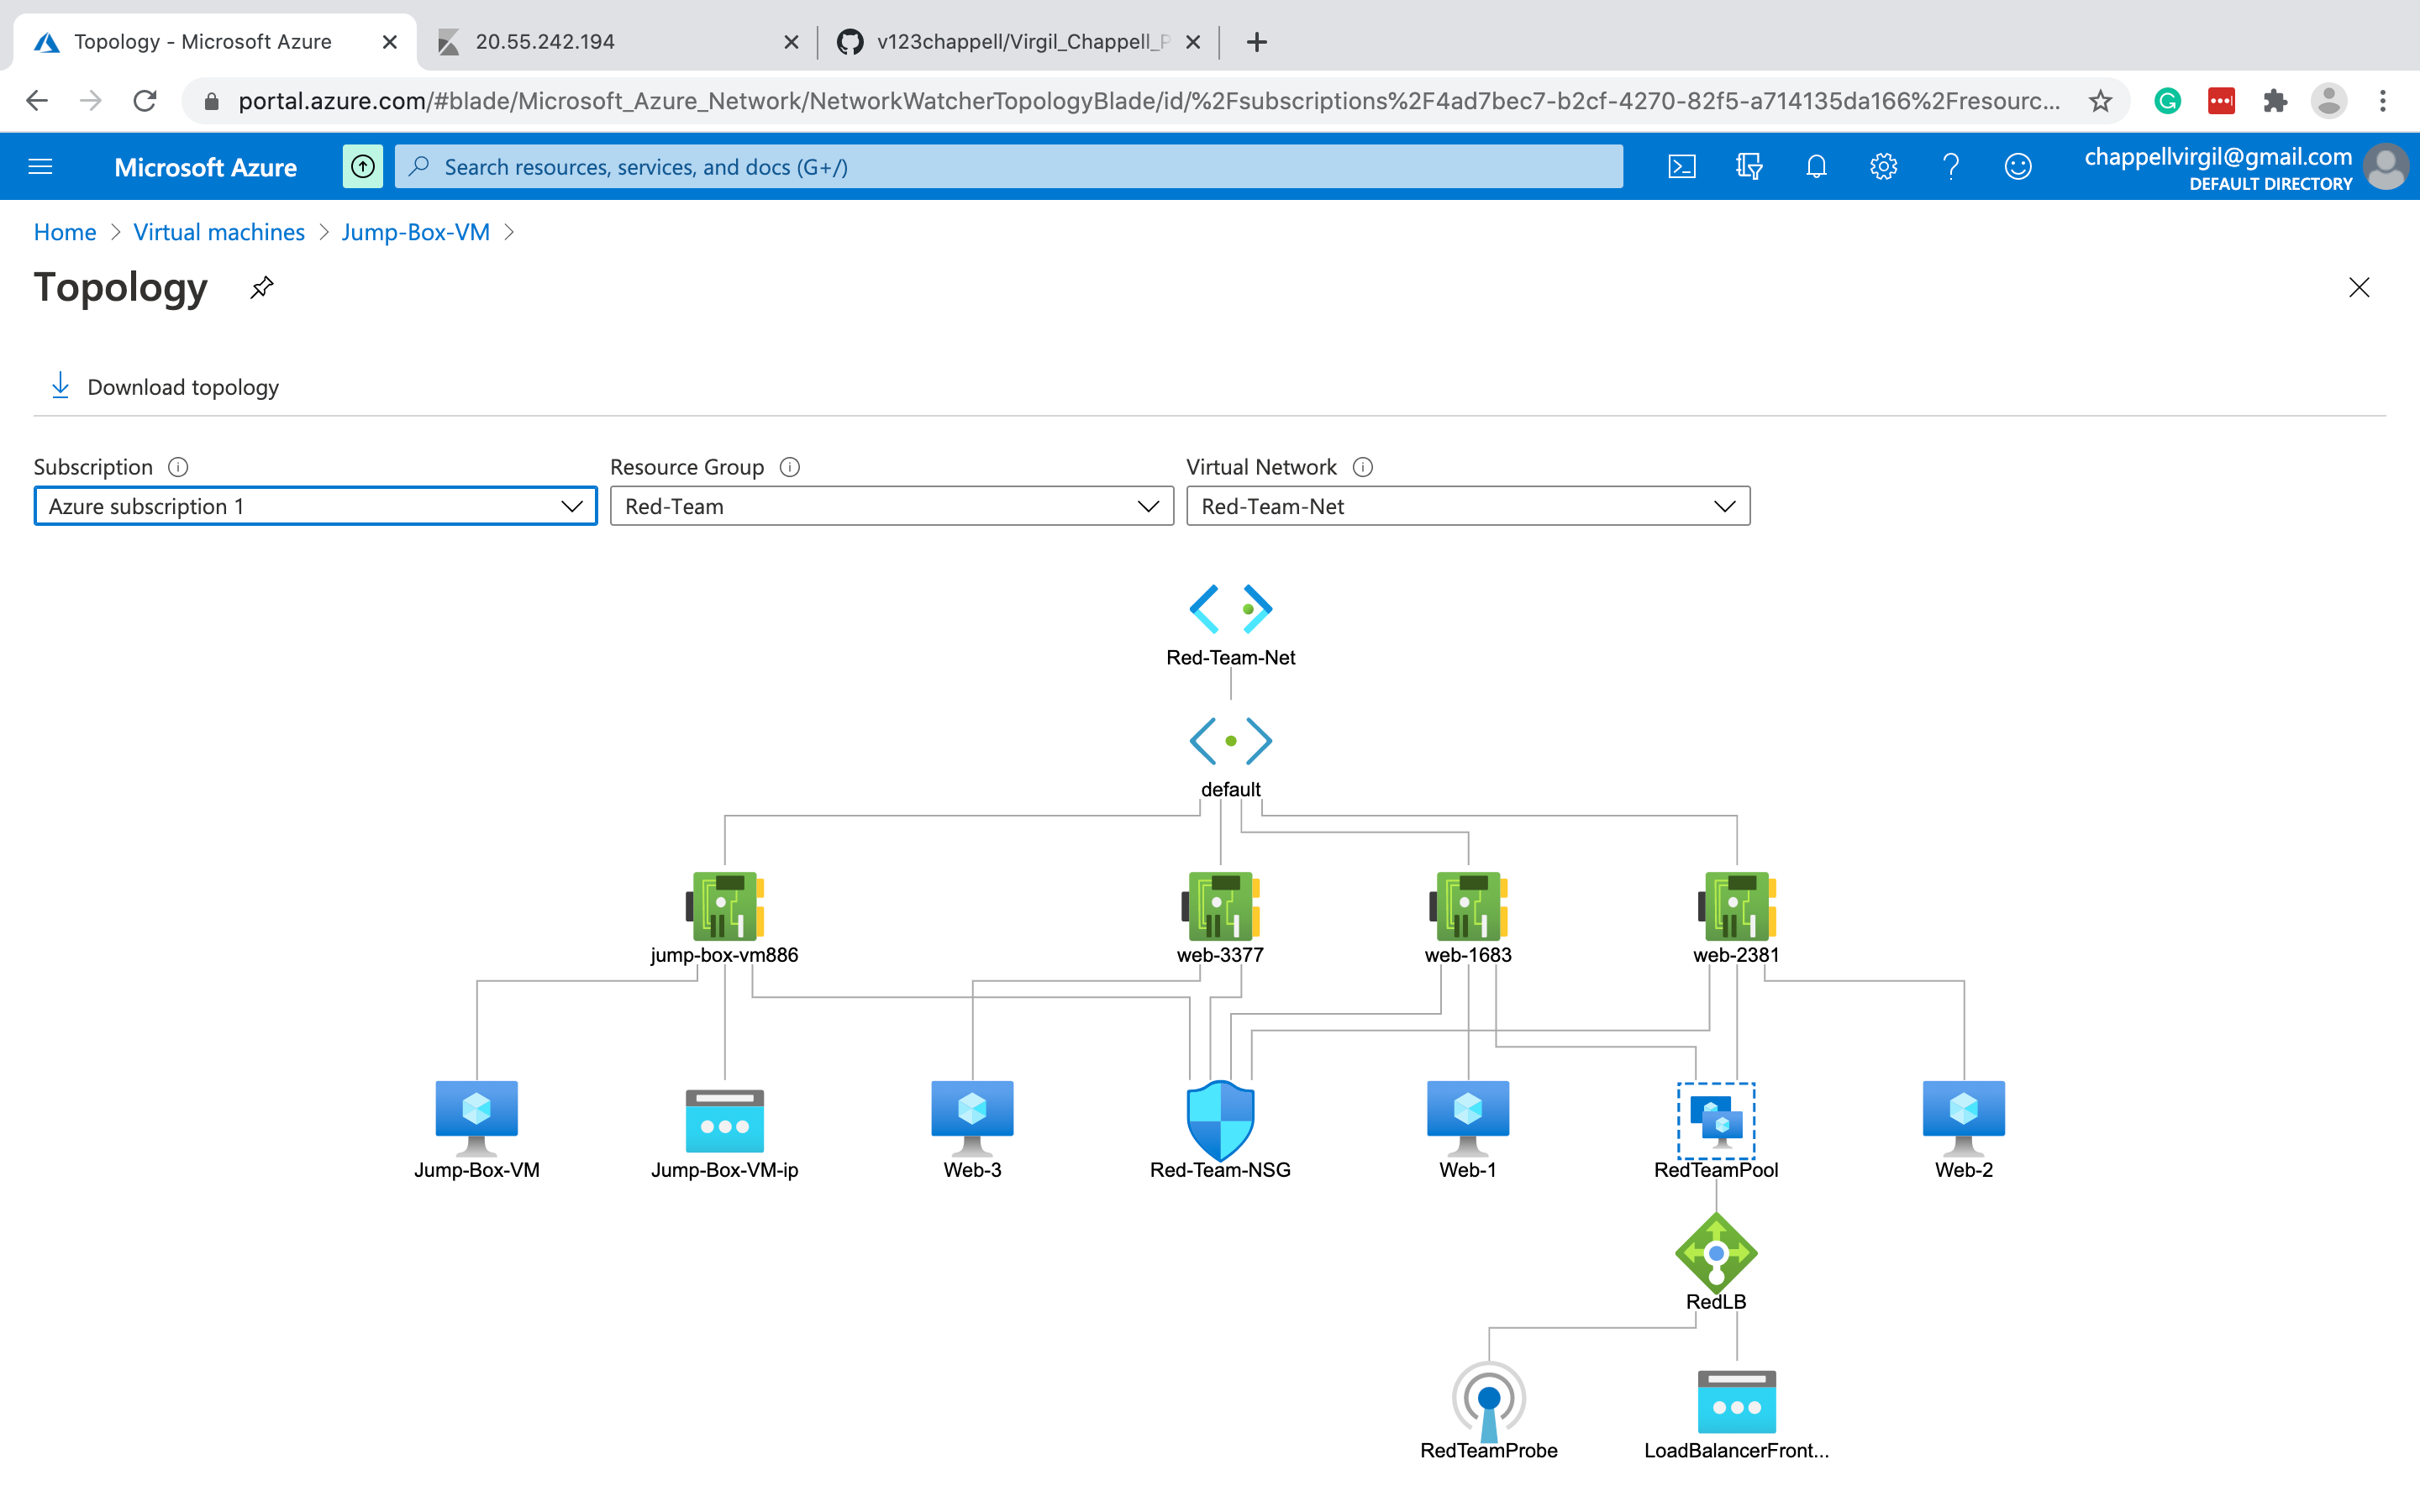 Topology - Microsoft Azure
20.55.242.194
v123chappell/Virgil_Chappell_P
portal.azure.com/#blade/Microsoft_Azure_Network/NetworkWatcherTopologyBlade/id/%2Fsubscriptions%2F4ad7bec7-b2cf-4270-82f5-a714135da166%2Fresourc...
Microsoft Azure
Search resources, services, and docs (G+/)
chappellvirgil@gmail.com
DEFAULT DIRECTORY
Home > Virtual machines > Jump-Box-VM >
Topology
Download topology
Subscription
Resource Group
Virtual Network
Azure subscription 1
Red-Team
Red-Team-Net
Red-Team-Net
default
jump-box-vm886
web-3377
web-1683
web-2381
Jump-Box-VM
Jump-Box-VM-ip
Web-3
Red-Team-NSG
Web-1
RedTeamPool
Web-2
RedLB
RedTeamProbe
LoadBalancerFront...